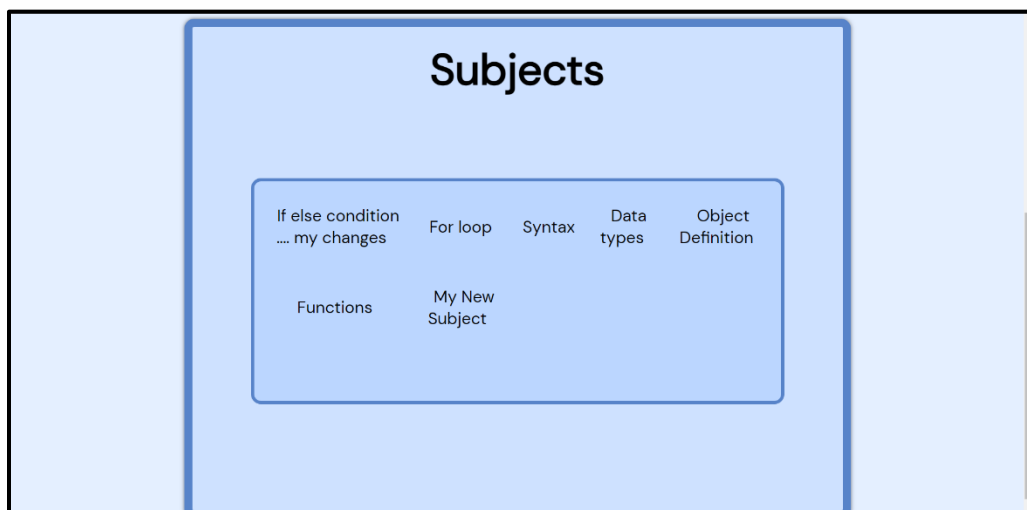 Subjects
If else condition
.... my changes
For loop
Syntax
Data
types
Object
Definition
Functions
My New
Subject